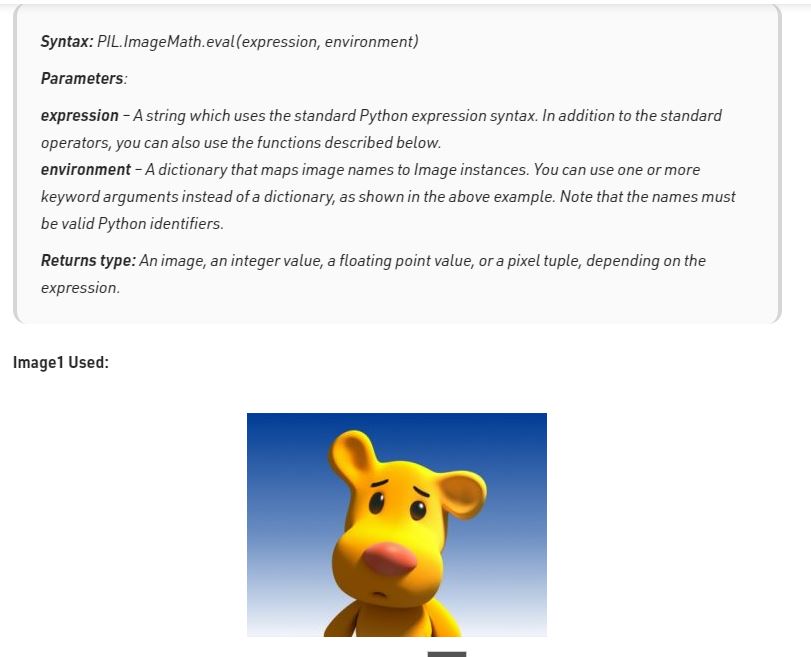 Syntax: PIL.ImageMath.eval(expression, environment)
Parameters:
expression – A string which uses the standard Python expression syntax. In addition to the standard
operators, you can also use the functions described below.
environment – A dictionary that maps image names to Image instances. You can use one or more
keyword arguments instead of a dictionary, as shown in the above example. Note that the names must
be valid Python identifiers.
Returns type: An image, an integer value, a floating point value, or a pixel tuple, depending on the
expression.
Image1 Used: